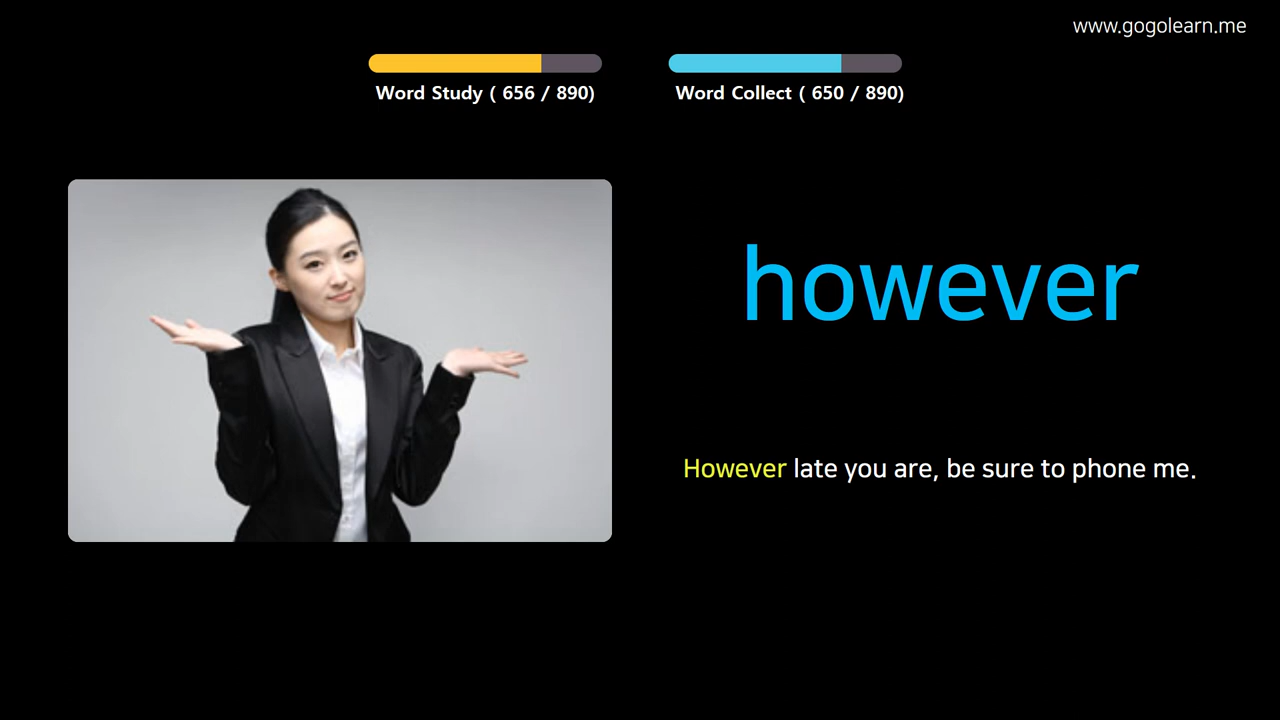 www.gogolearn.me
Word Study ( 656 / 890)
Word Collect ( 650 / 890)
however
However late you are, be sure to phone me.